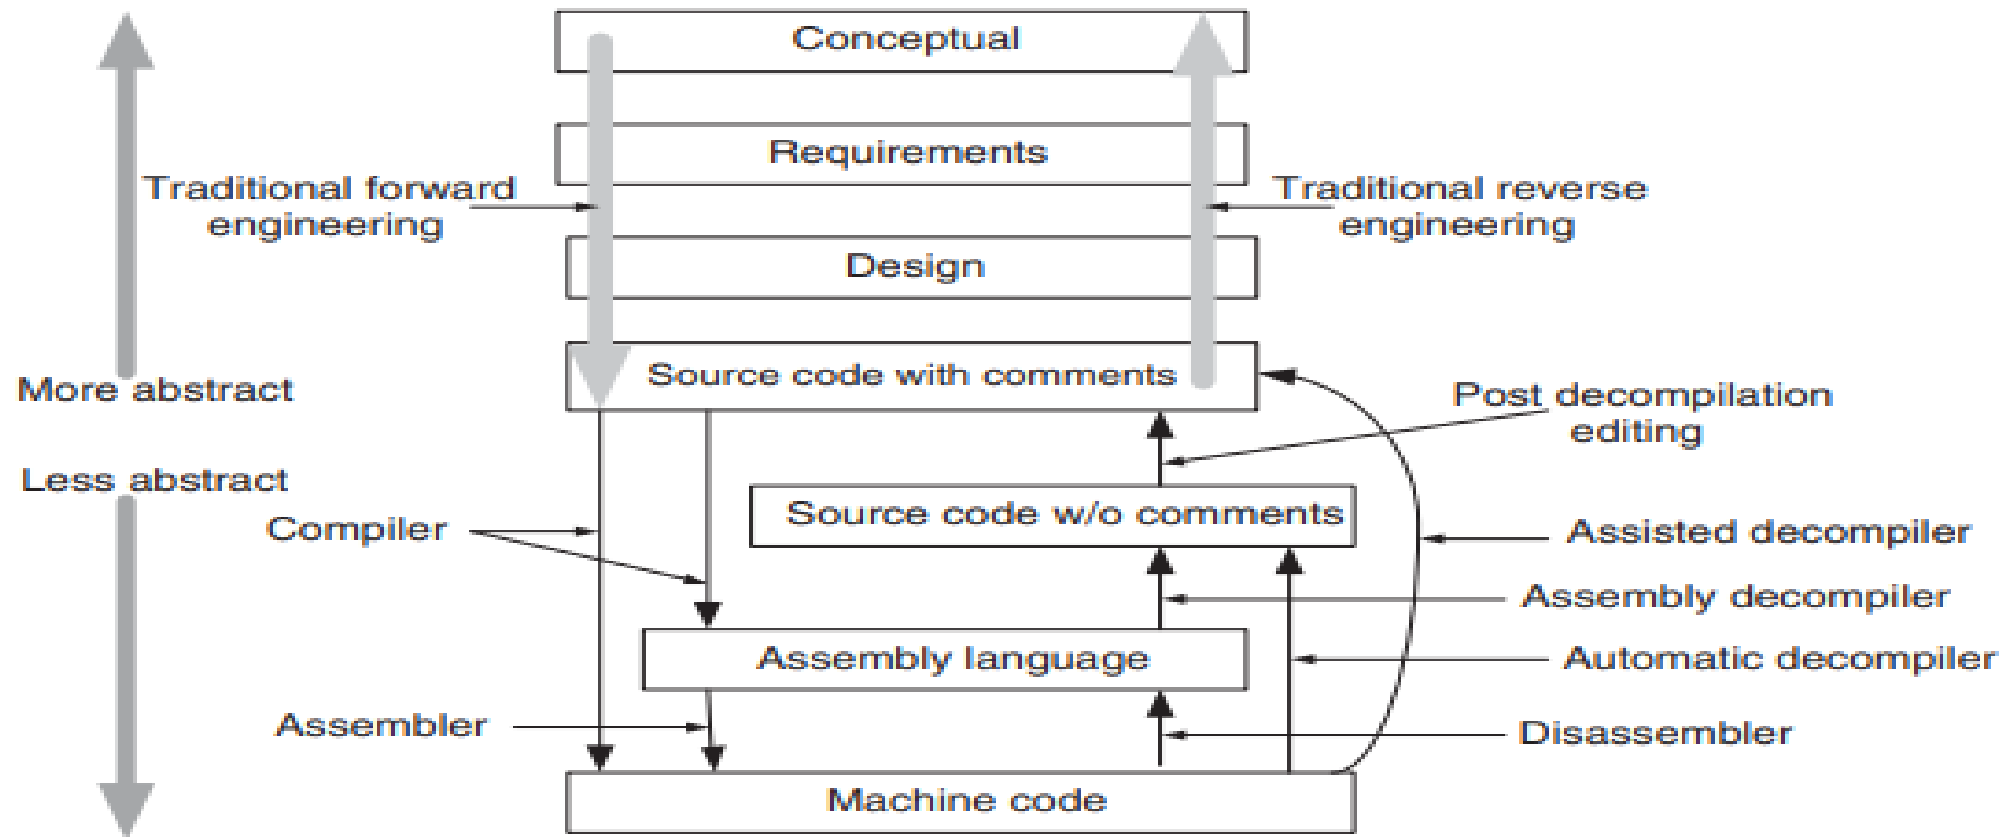 Conceptual
Requirements
Traditional forward
engineering
Traditional reverse
engineering
Design
Source code with comments
More abstract
Post decompilation
editing
Less abstract
Source code w/o comments
Compiler
Assisted decompiler
Assembly decompiler
Assembly language
Automatic decompiler
Assembler
Disassembler
Machine code